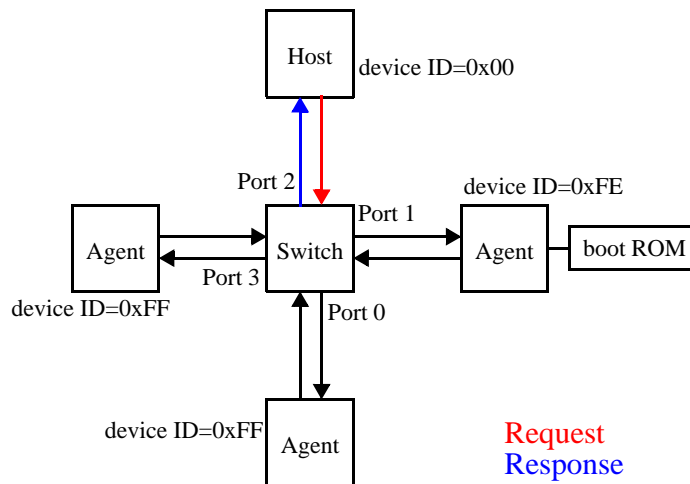 Host
device ID=0x00
Port 2
device ID=0xFE
Port 1
Agent
Switch
Agent
boot ROM
Port 3
device ID=0xFF
Port 0
device ID=0xFF
Agent
Request
Response